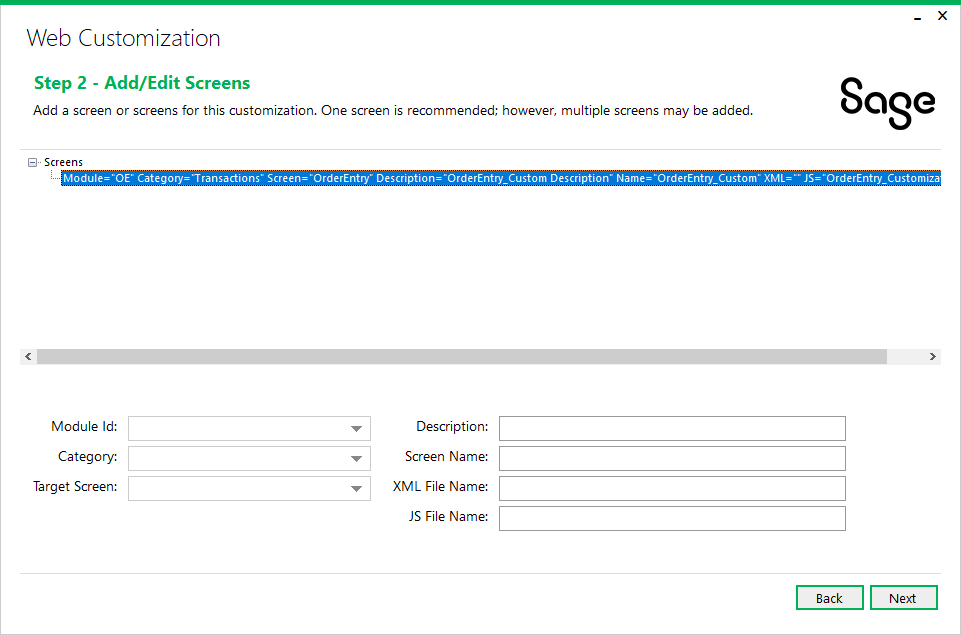 Web Customization
Step 2 - Add/Edit Screens
Add a screen or screens for this customization. One screen is recommended; however, multiple screens may be added.
Sage
Screens
Module="OE" Category="Transactions" Screen="OrderEntry" Description="OrderEntry_Custom Description" Name="OrderEntry_Custom" XML="" JS="OrderEntry_Customiza
Module Id:
Description:
Category:
Screen Name:
Target Screen:
XML File Name:
JS File Name:
Back
Next